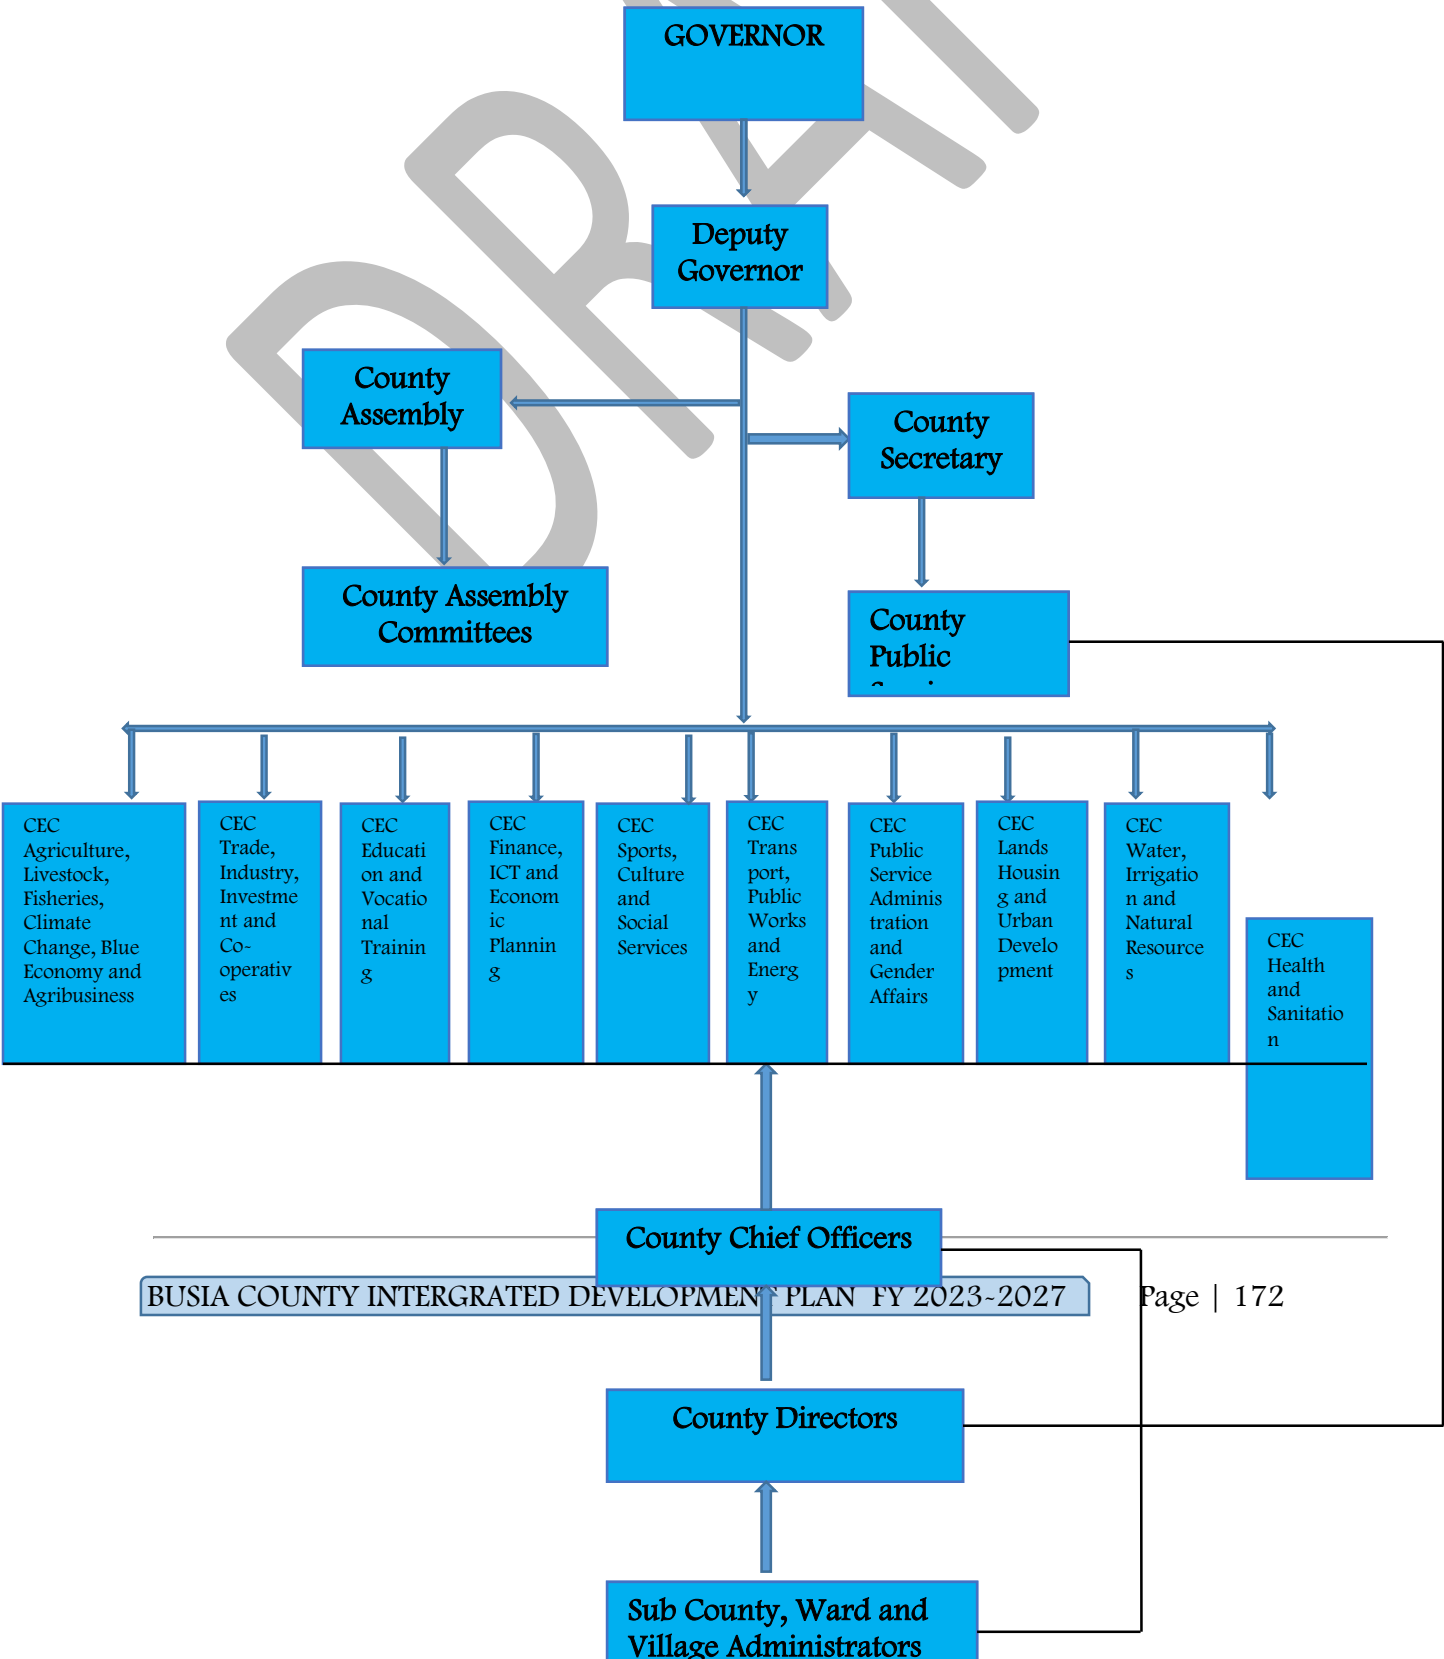 GOVERNOR
Deputy
Governor
County
Assembly
County
Secretary
County Assembly
Committees
County
Public
CEC
Agriculture,
Livestock,
Fisheries,
Climate
Change, Blue
Economy and
Agribusiness
CEC
Trade,
Industry,
Investme
nt and
Co-
operativ
es
CEC
Educati
on and
Vocatio
nal
Trainin
g
CEC
Finance,
ICT and
Econom
ic
Plannin
g
CEC
Sports,
Culture
and
Social
Services
CEC
Trans
port,
Public
Works
and
Energ
y
CEC
Public
Service
Adminis
tration
and
Gender
Affairs
CEC
Lands
Housin
g and
Urban
Develo
pment
CEC
Water,
Irrigatio
n and
Natural
Resource
s
CEC
Health
and
Sanitatio
n
County Chief Officers
BUSIA COUNTY INTERGRATED DEVELOPMENT PLAN FY 2023-2027 Page | 172
County Directors
Sub County, Ward and
Village Administrators